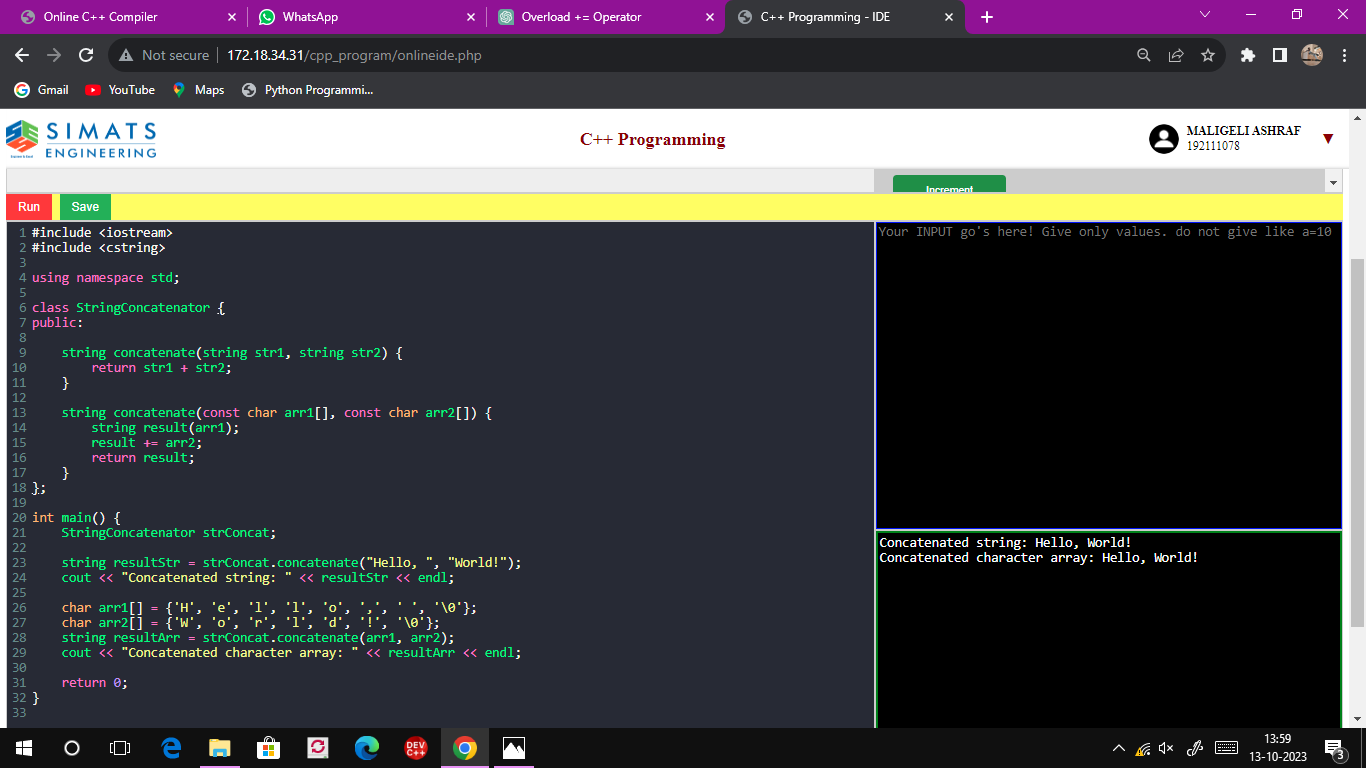 Online C++ Compiler
WhatsApp
Overload += Operator
C++ Programming - IDE
Not secure
172.18.34.31/cpp_program/onlineide.php
Gmail
YouTube
Maps
Python Programmi...
SIMATS
ENGINEERING
C++ Programming
MALIGELI ASHRAF
192111078
Increment
Run
Save
1 #include <iostream>
2 #include <cstring>
3
4 using namespace std;
5
6 class StringConcatenator {
7 public:
8
9     string concatenate(string str1, string str2) {
10         return str1 + str2;
11     }
12
13     string concatenate(const char arr1[], const char arr2[]) {
14         string result(arr1);
15         result += arr2;
16         return result;
17     }
18 };
19
20 int main() {
21     StringConcatenator strConcat;
22
23     string resultStr = strConcat.concatenate("Hello, ", "World!");
24     cout << "Concatenated string: " << resultStr << endl;
25
26     char arr1[] = {'H', 'e', 'l', 'l', 'o', ',', ' ', '\0'};
27     char arr2[] = {'W', 'o', 'r', 'l', 'd', '!', '\0'};
28     string resultArr = strConcat.concatenate(arr1, arr2);
29     cout << "Concatenated character array: " << resultArr << endl;
30
31     return 0;
32 }
33
Your INPUT go's here! Give only values. do not give like a=10
Concatenated string: Hello, World!
Concatenated character array: Hello, World!
DEV
C++
13:59
13-10-2023
3